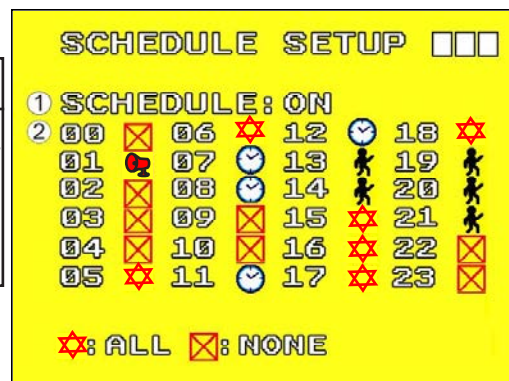 SCHEDULE SETUP
① SCHEDULE: ON
② 00 06 12 18
01 07 13 19
02 08 14 20
03 09 15 21
04 10 16 22
05 11 17 23
: ALL : NONE